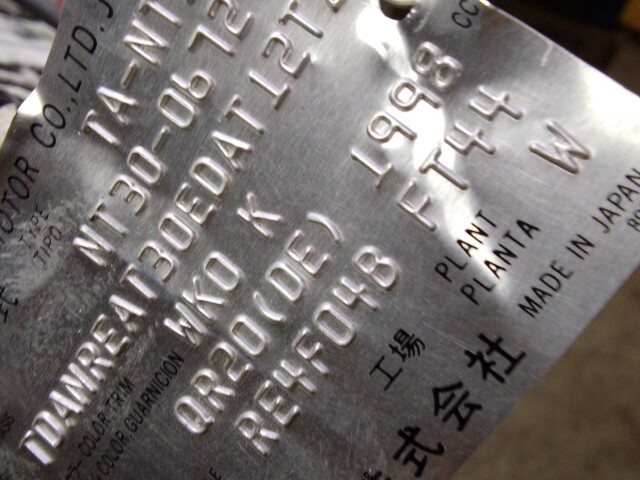 MOTOR CO.,LTD.J
CC
TA-NT
1998
TYPE
TIPO
NT30-06 72
FT44
TDAWREAT30EDAT12T
W
WK0 K
COLOR TRIM
COLOR GUARNICION
QR20(DE)
PLANT
PLANTA
MADE IN JAPAN
RE4F04B
工場
式会社